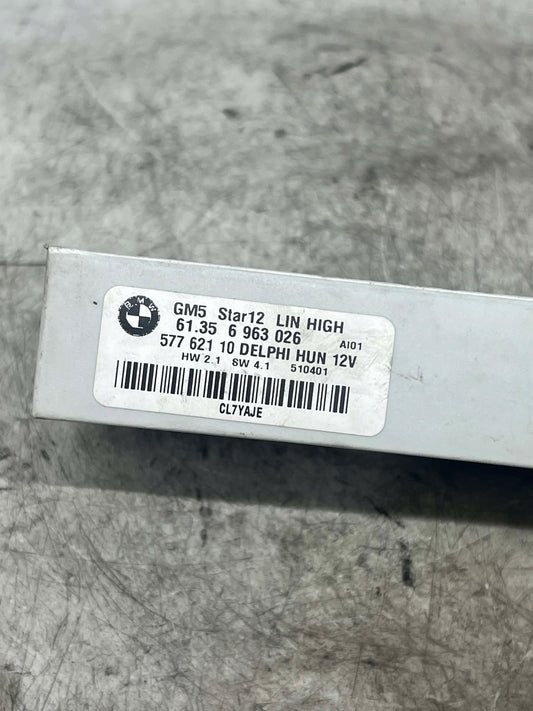 BMW
GM5 Star12 LIN HIGH
61.35 6 963 026 AI01
577 621 10 DELPHI HUN 12V
HW 2.1 SW 4.1 510401
CL7YAJE